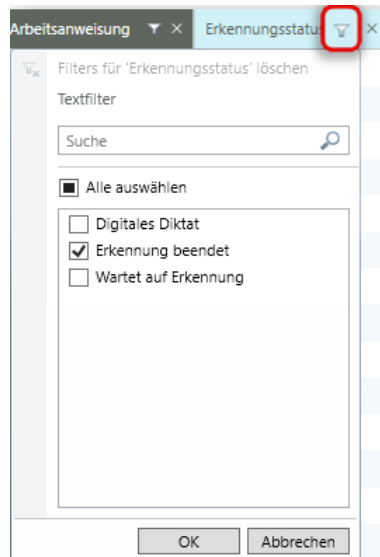 Arbeitsanweisung Erkennungsstatus
Filters für 'Erkennungsstatus' löschen
Textfilter
Suche
Alle auswählen
Digitales Diktat
Erkennung beendet
Wartet auf Erkennung
OK Abbrechen